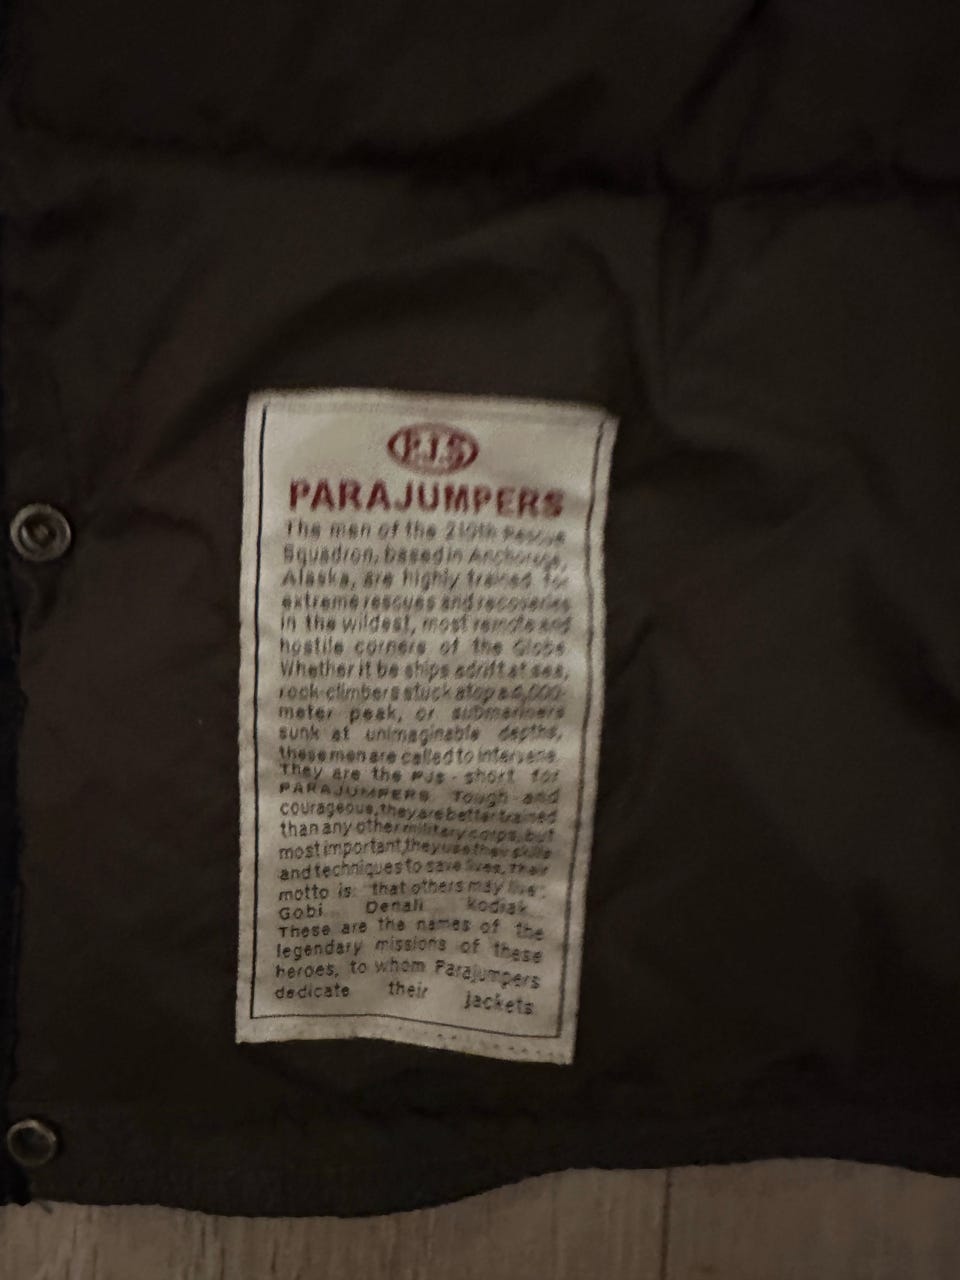 P.J.S
PARAJUMPERS
The men of the 210th Rescue
Squadron, based in Anchorage,
Alaska, are highly trained for
extreme rescues and recoveries
in the wildest, most remote and
hostile corners of the Globe
Whether it be ships adrift at sea,
rock-climbers stuck atop a 6,000-
meter peak, or submariners
sunk at unimaginable depths,
these men are called to intervene.
They are the PJs - short for
PARAJUMPERS Tough and
courageous, they are better trained
than any other military corps, but
most important, they use their skills
and techniques to save lives. Their
motto is: "that others may live".
Gobi Denali Kodiak
These are the names of the
legendary missions of these
heroes, to whom Parajumpers
dedicate their jackets